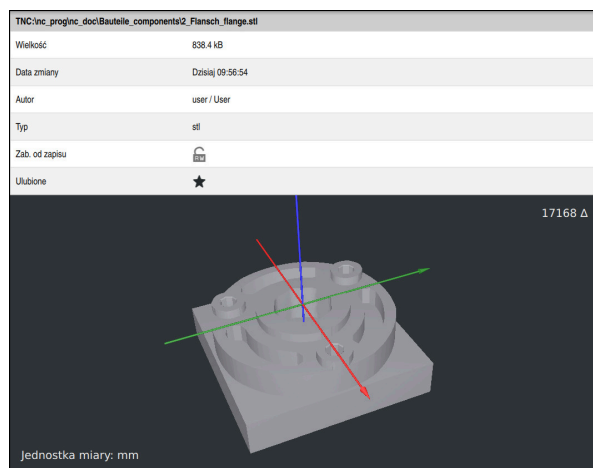 TNC:\nc_prog\nc_doc\Bauteile_components\2_Flansch_flange.stl
Wielkość 838.4 kB
Data zmiany Dzisiaj 09:56:54
Autor user / User
Typ stl
Zab. od zapisu RW
Ulubione
17168 Δ
Jednostka miary: mm